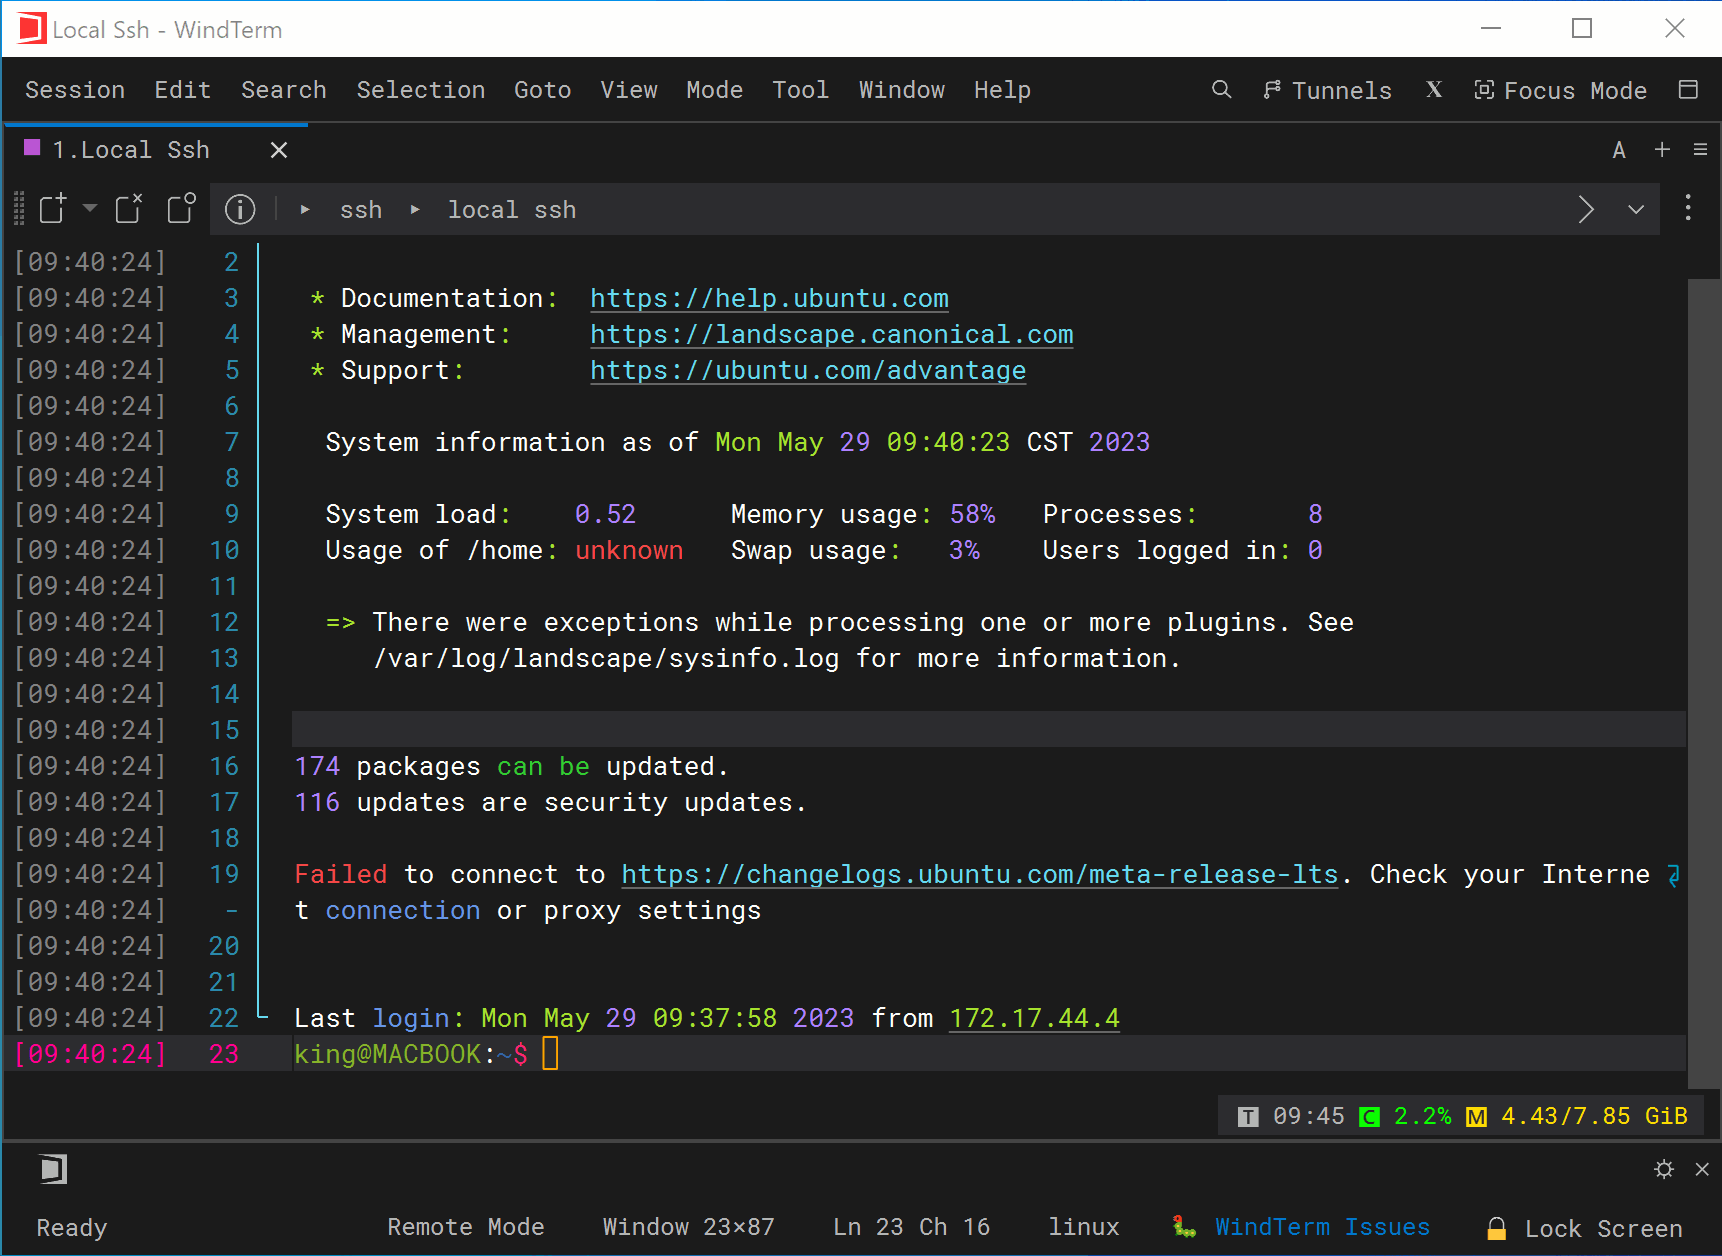 Local Ssh - WindTerm
Session Edit Search Selection Goto View Mode Tool Window Help Tunnels X Focus Mode
1.Local Ssh A
ssh local ssh
[09:40:24] 2
[09:40:24] 3 * Documentation: https://help.ubuntu.com
[09:40:24] 4 * Management: https://landscape.canonical.com
[09:40:24] 5 * Support: https://ubuntu.com/advantage
[09:40:24] 6
[09:40:24] 7 System information as of Mon May 29 09:40:23 CST 2023
[09:40:24] 8
[09:40:24] 9 System load: 0.52 Memory usage: 58% Processes: 8
[09:40:24] 10 Usage of /home: unknown Swap usage: 3% Users logged in: 0
[09:40:24] 11
[09:40:24] 12 => There were exceptions while processing one or more plugins. See
[09:40:24] 13 /var/log/landscape/sysinfo.log for more information.
[09:40:24] 14
[09:40:24] 15
[09:40:24] 16 174 packages can be updated.
[09:40:24] 17 116 updates are security updates.
[09:40:24] 18
[09:40:24] 19 Failed to connect to https://changelogs.ubuntu.com/meta-release-lts. Check your Interne
[09:40:24] - t connection or proxy settings
[09:40:24] 20
[09:40:24] 21
[09:40:24] 22 Last login: Mon May 29 09:37:58 2023 from 172.17.44.4
[09:40:24] 23 king@MACBOOK:~$
T 09:45 C 2.2% M 4.43/7.85 GiB
Ready Remote Mode Window 23×87 Ln 23 Ch 16 linux WindTerm Issues Lock Screen